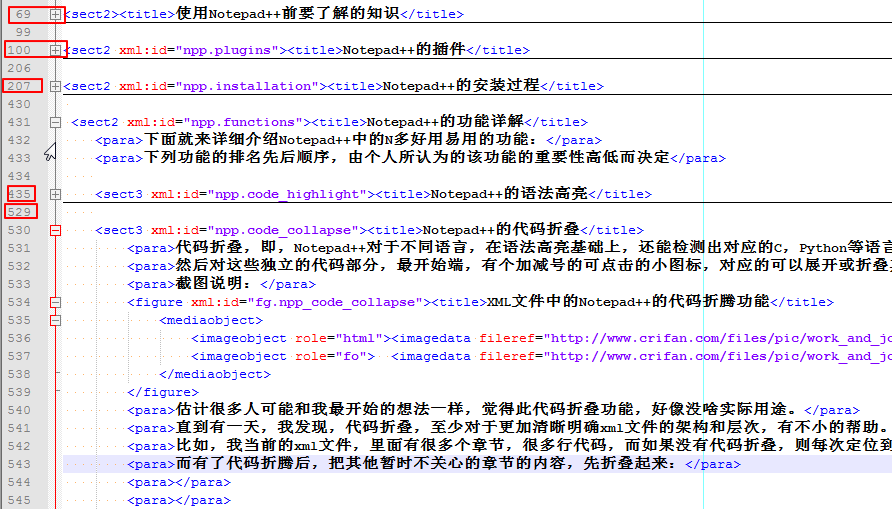 69 <sect2><title>使用Notepad++前要了解的知识</title>
99
100 <sect2 xml:id="npp.plugins"><title>Notepad++的插件</title>
206
207 <sect2 xml:id="npp.installation"><title>Notepad++的安装过程</title>
430
431 <sect2 xml:id="npp.functions"><title>Notepad++的功能详解</title>
432 <para>下面就来详细介绍Notepad++中的N多好用易用的功能：</para>
433 <para>下列功能的排名先后顺序，由个人所认为的该功能的重要性高低而决定</para>
434
435 <sect3 xml:id="npp.code_highlight"><title>Notepad++的语法高亮</title>
529
530 <sect3 xml:id="npp.code_collapse"><title>Notepad++的代码折叠</title>
531 <para>代码折叠，即，Notepad++对于不同语言，在语法高亮基础上，还能检测出对应的C，Python等语言
532 <para>然后对这些独立的代码部分，最开始端，有个加减号的可点击的小图标，对应的可以展开或折叠
533 <para>截图说明：</para>
534 <figure xml:id="fg.npp_code_collapse"><title>XML文件中的Notepad++的代码折腾功能</title>
535 <mediaobject>
536 <imageobject role="html"><imagedata fileref="http://www.crifan.com/files/pic/work_and_jo
537 <imageobject role="fo"> <imagedata fileref="http://www.crifan.com/files/pic/work_and_jo
538 </mediaobject>
539 </figure>
540 <para>估计很多人可能和我最开始的想法一样，觉得此代码折叠功能，好像没啥实际用途。</para>
541 <para>直到有一天，我发现，代码折叠，至少对于更加清晰明确xml文件的架构和层次，有不小的帮助。
542 <para>比如，我当前的xml文件，里面有很多个章节，很多行代码，而如果没有代码折叠，则每次定位到
543 <para>而有了代码折腾后，把其他暂时不关心的章节的内容，先折叠起来：</para>
544 <para></para>
545 <para></para>